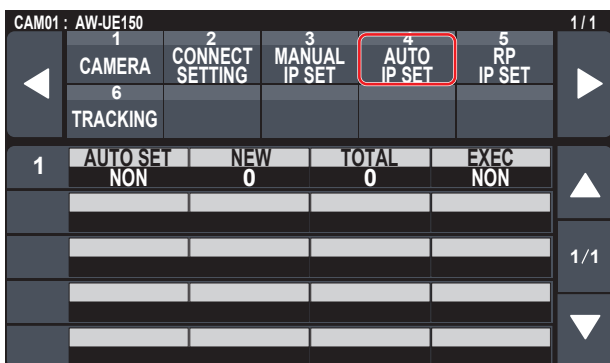 CAM01 : AW-UE150 1 / 1
1 2 3 4 5
CAMERA CONNECT SETTING MANUAL IP SET AUTO IP SET RP IP SET
6
TRACKING
1 AUTO SET NEW TOTAL EXEC
NON 0 0 NON
1/1